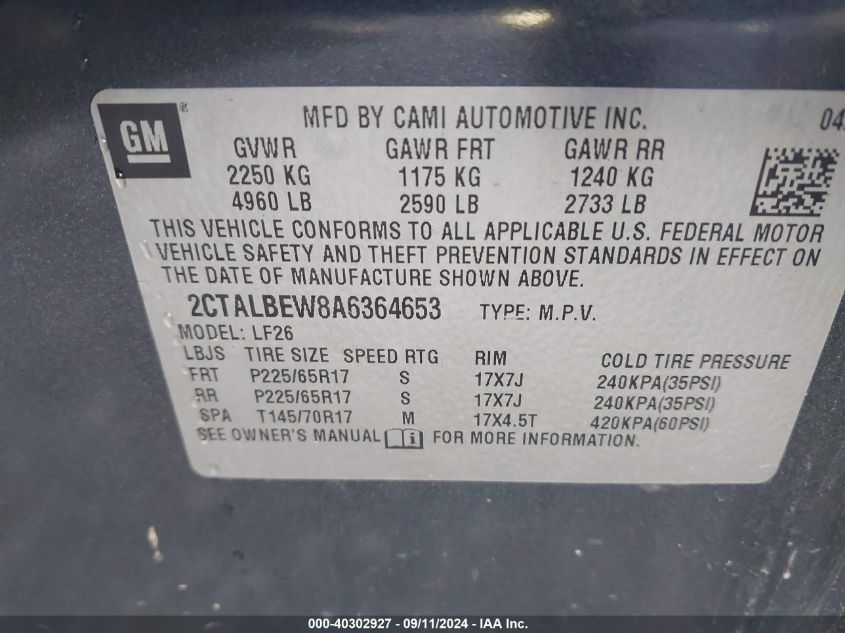 GM ®
MFD BY CAMI AUTOMOTIVE INC. 04
GVWR GAWR FRT GAWR RR
2250 KG 1175 KG 1240 KG
4960 LB 2590 LB 2733 LB
THIS VEHICLE CONFORMS TO ALL APPLICABLE U.S. FEDERAL MOTOR
VEHICLE SAFETY AND THEFT PREVENTION STANDARDS IN EFFECT ON
THE DATE OF MANUFACTURE SHOWN ABOVE.
2CTALBEW8A6364653 TYPE: M.P.V.
MODEL: LF26
LBJS TIRE SIZE SPEED RTG RIM COLD TIRE PRESSURE
FRT P225/65R17 S 17X7J 240KPA(35PSI)
RR P225/65R17 S 17X7J 240KPA(35PSI)
SPA T145/70R17 M 17X4.5T 420KPA(60PSI)
SEE OWNER'S MANUAL FOR MORE INFORMATION.
000-40302927 - 09/11/2024 - IAA Inc.